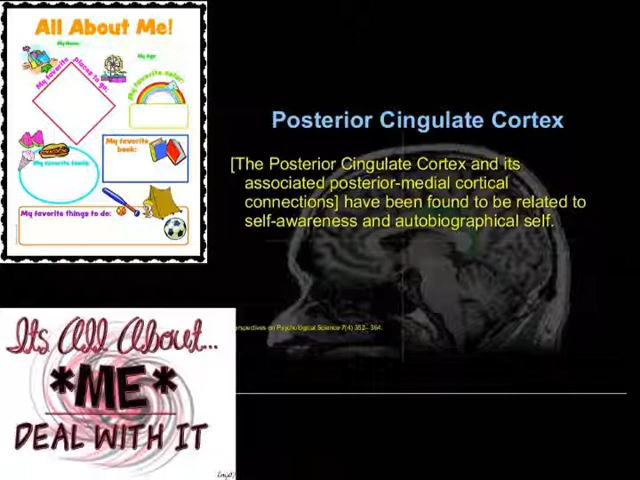 All About Me!
My Name:
My Age:
My favorite places to go:
My favorite color:
My favorite foods:
My favorite book:
My favorite things to do:
Posterior Cingulate Cortex
[The Posterior Cingulate Cortex and its
associated posterior-medial cortical
connections] have been found to be related to
self-awareness and autobiographical self.
erspectives on Psychological Science 7(4) 352–
Its All About...
*ME*
DEAL WITH IT